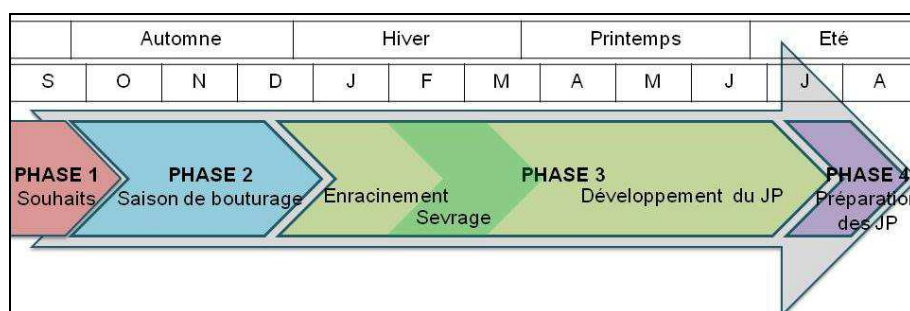 Automne Hiver Printemps Eté
S O N D J F M A M J J A
PHASE 1
Souhaits
PHASE 2
Saison de bouturage
PHASE 3
Enracinement
Sevrage
Développement du JP
PHASE 4
Préparation
des JP